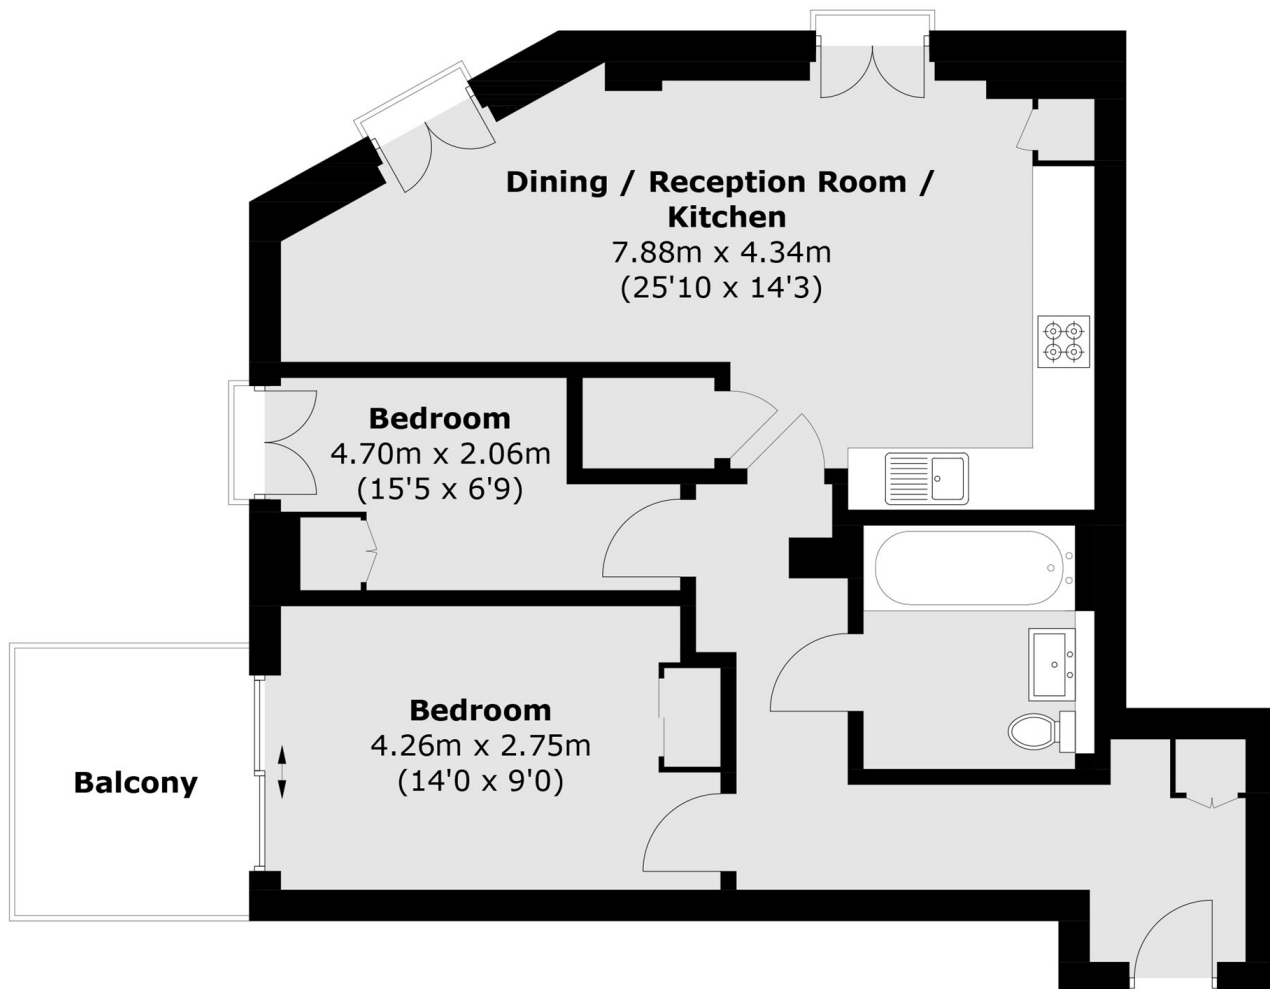 Dining / Reception Room /
Kitchen
7.88m x 4.34m
(25'10 x 14'3)
Bedroom
4.70m x 2.06m
(15'5 x 6'9)
Bedroom
4.26m x 2.75m
(14'0 x 9'0)
Balcony